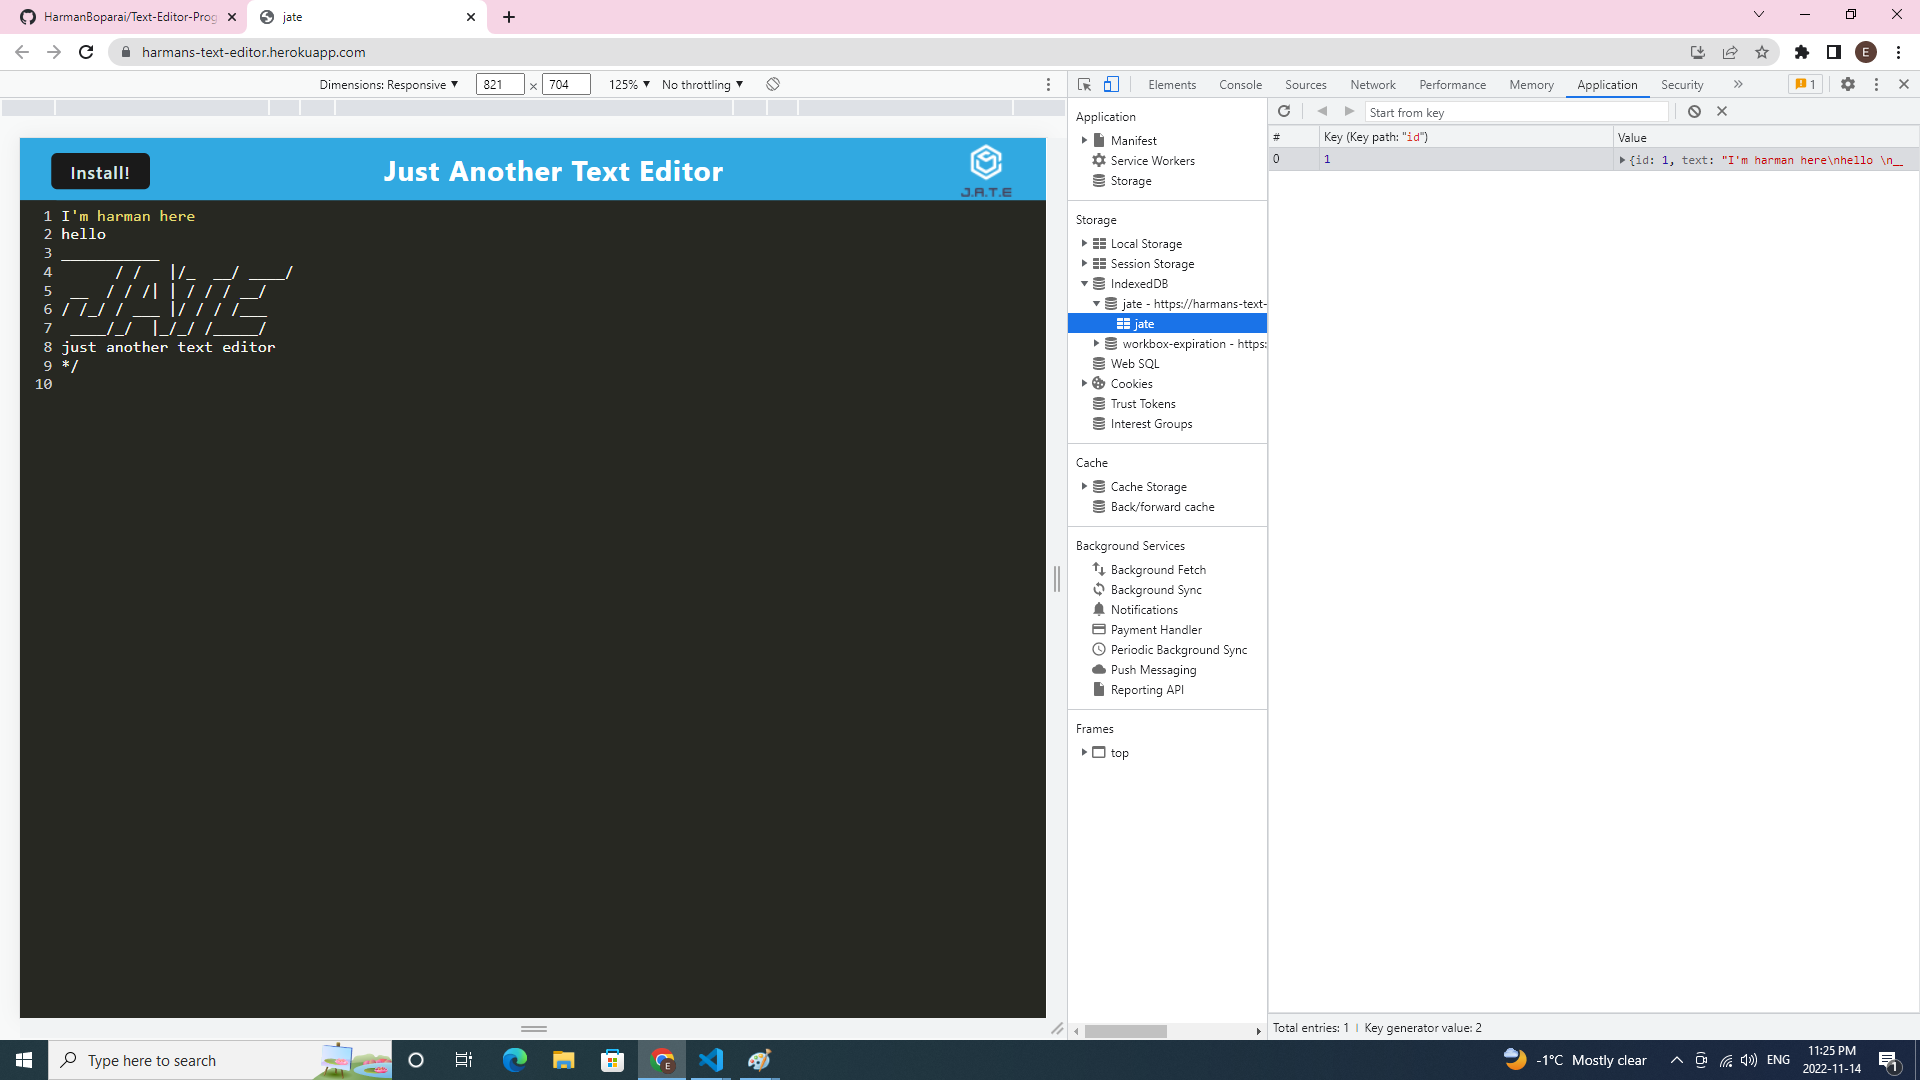 HarmanBoparai/Text-Editor-Prog
jate
harmans-text-editor.herokuapp.com
E
Dimensions: Responsive 821 × 704 125% No throttling
Elements Console Sources Network Performance Memory Application Security » 1
Install!
Just Another Text Editor
J.A.T.E
1 I'm harman here
2 hello
3 ___________
4       / /   |/_  __/ ____/
5  __  / / /| | / / / __/
6 / /_/ / ___ |/ / / /___
7  ____/_/  |_/_/ /_____/
8 just another text editor
9 */
10
Application
Manifest
Service Workers
Storage
Storage
Local Storage
Session Storage
IndexedDB
jate - https://harmans-text-
jate
workbox-expiration - https:
Web SQL
Cookies
Trust Tokens
Interest Groups
Cache
Cache Storage
Back/forward cache
Background Services
Background Fetch
Background Sync
Notifications
Payment Handler
Periodic Background Sync
Push Messaging
Reporting API
Frames
top
Start from key
# Key (Key path: "id") Value
0 1 {id: 1, text: "I'm harman here\nhello \n__
Total entries: 1 Key generator value: 2
Type here to search
E
-1°C Mostly clear
ENG
11:25 PM
2022-11-14
1